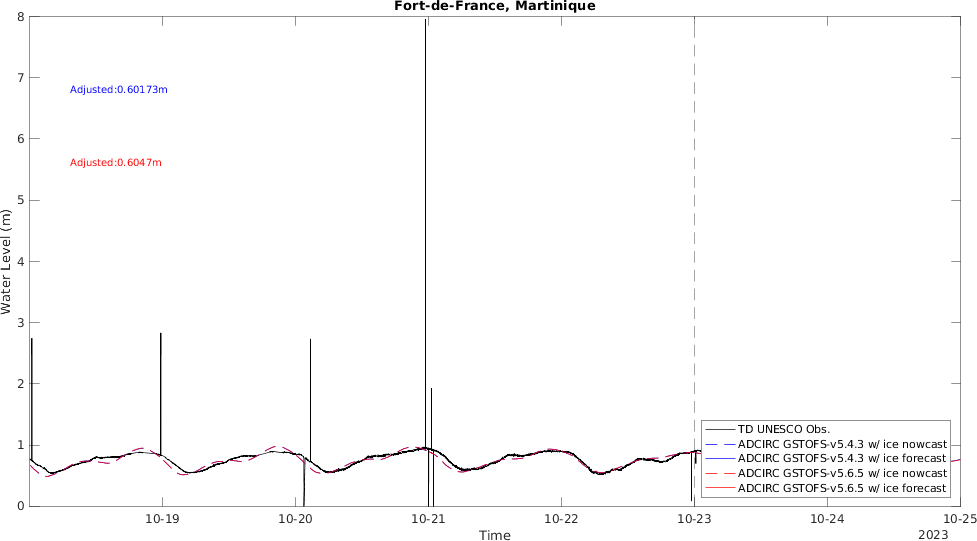 Fort-de-France, Martinique
8
7
6
5
4
3
2
1
0
Water Level (m)
Adjusted:0.60173m
Adjusted:0.6047m
TD UNESCO Obs.
ADCIRC GSTOFS-v5.4.3 w/ ice nowcast
ADCIRC GSTOFS-v5.4.3 w/ ice forecast
ADCIRC GSTOFS-v5.6.5 w/ ice nowcast
ADCIRC GSTOFS-v5.6.5 w/ ice forecast
10-19 10-20 10-21 10-22 10-23 10-24 10-25
Time
2023